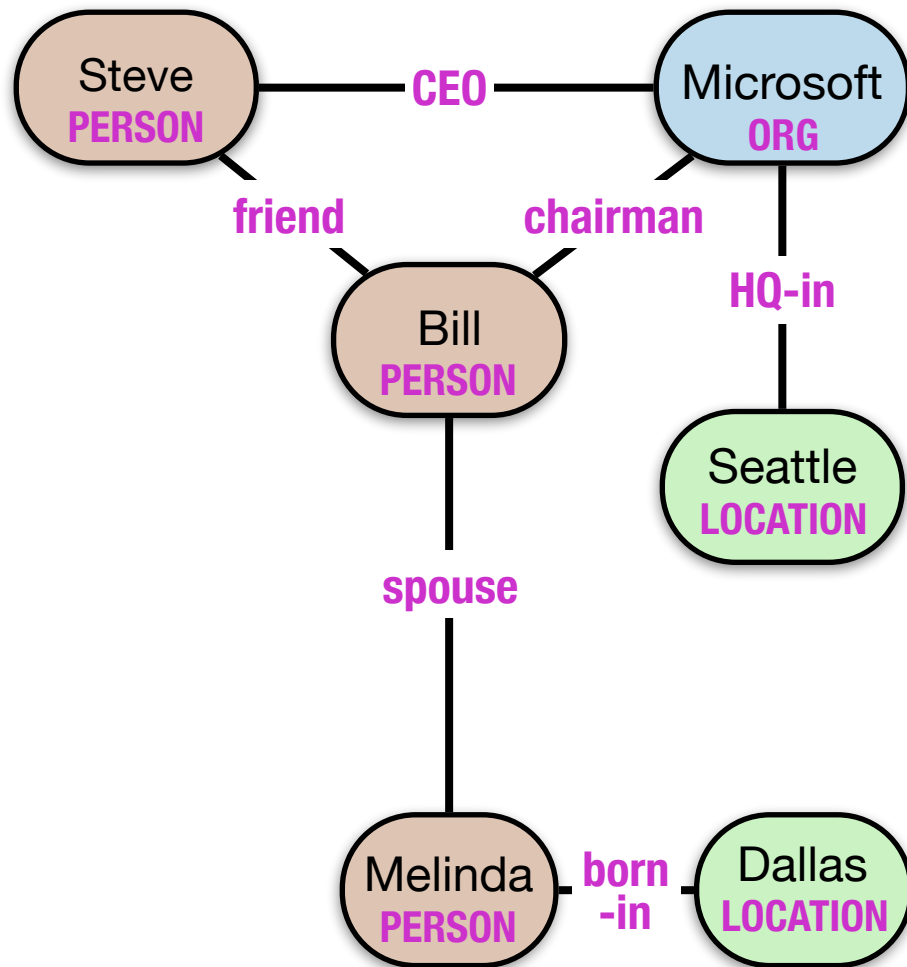 Steve
PERSON
CEO
Microsoft
ORG
friend
chairman
Bill
PERSON
HQ-in
Seattle
LOCATION
spouse
Melinda
PERSON
born
-in
Dallas
LOCATION